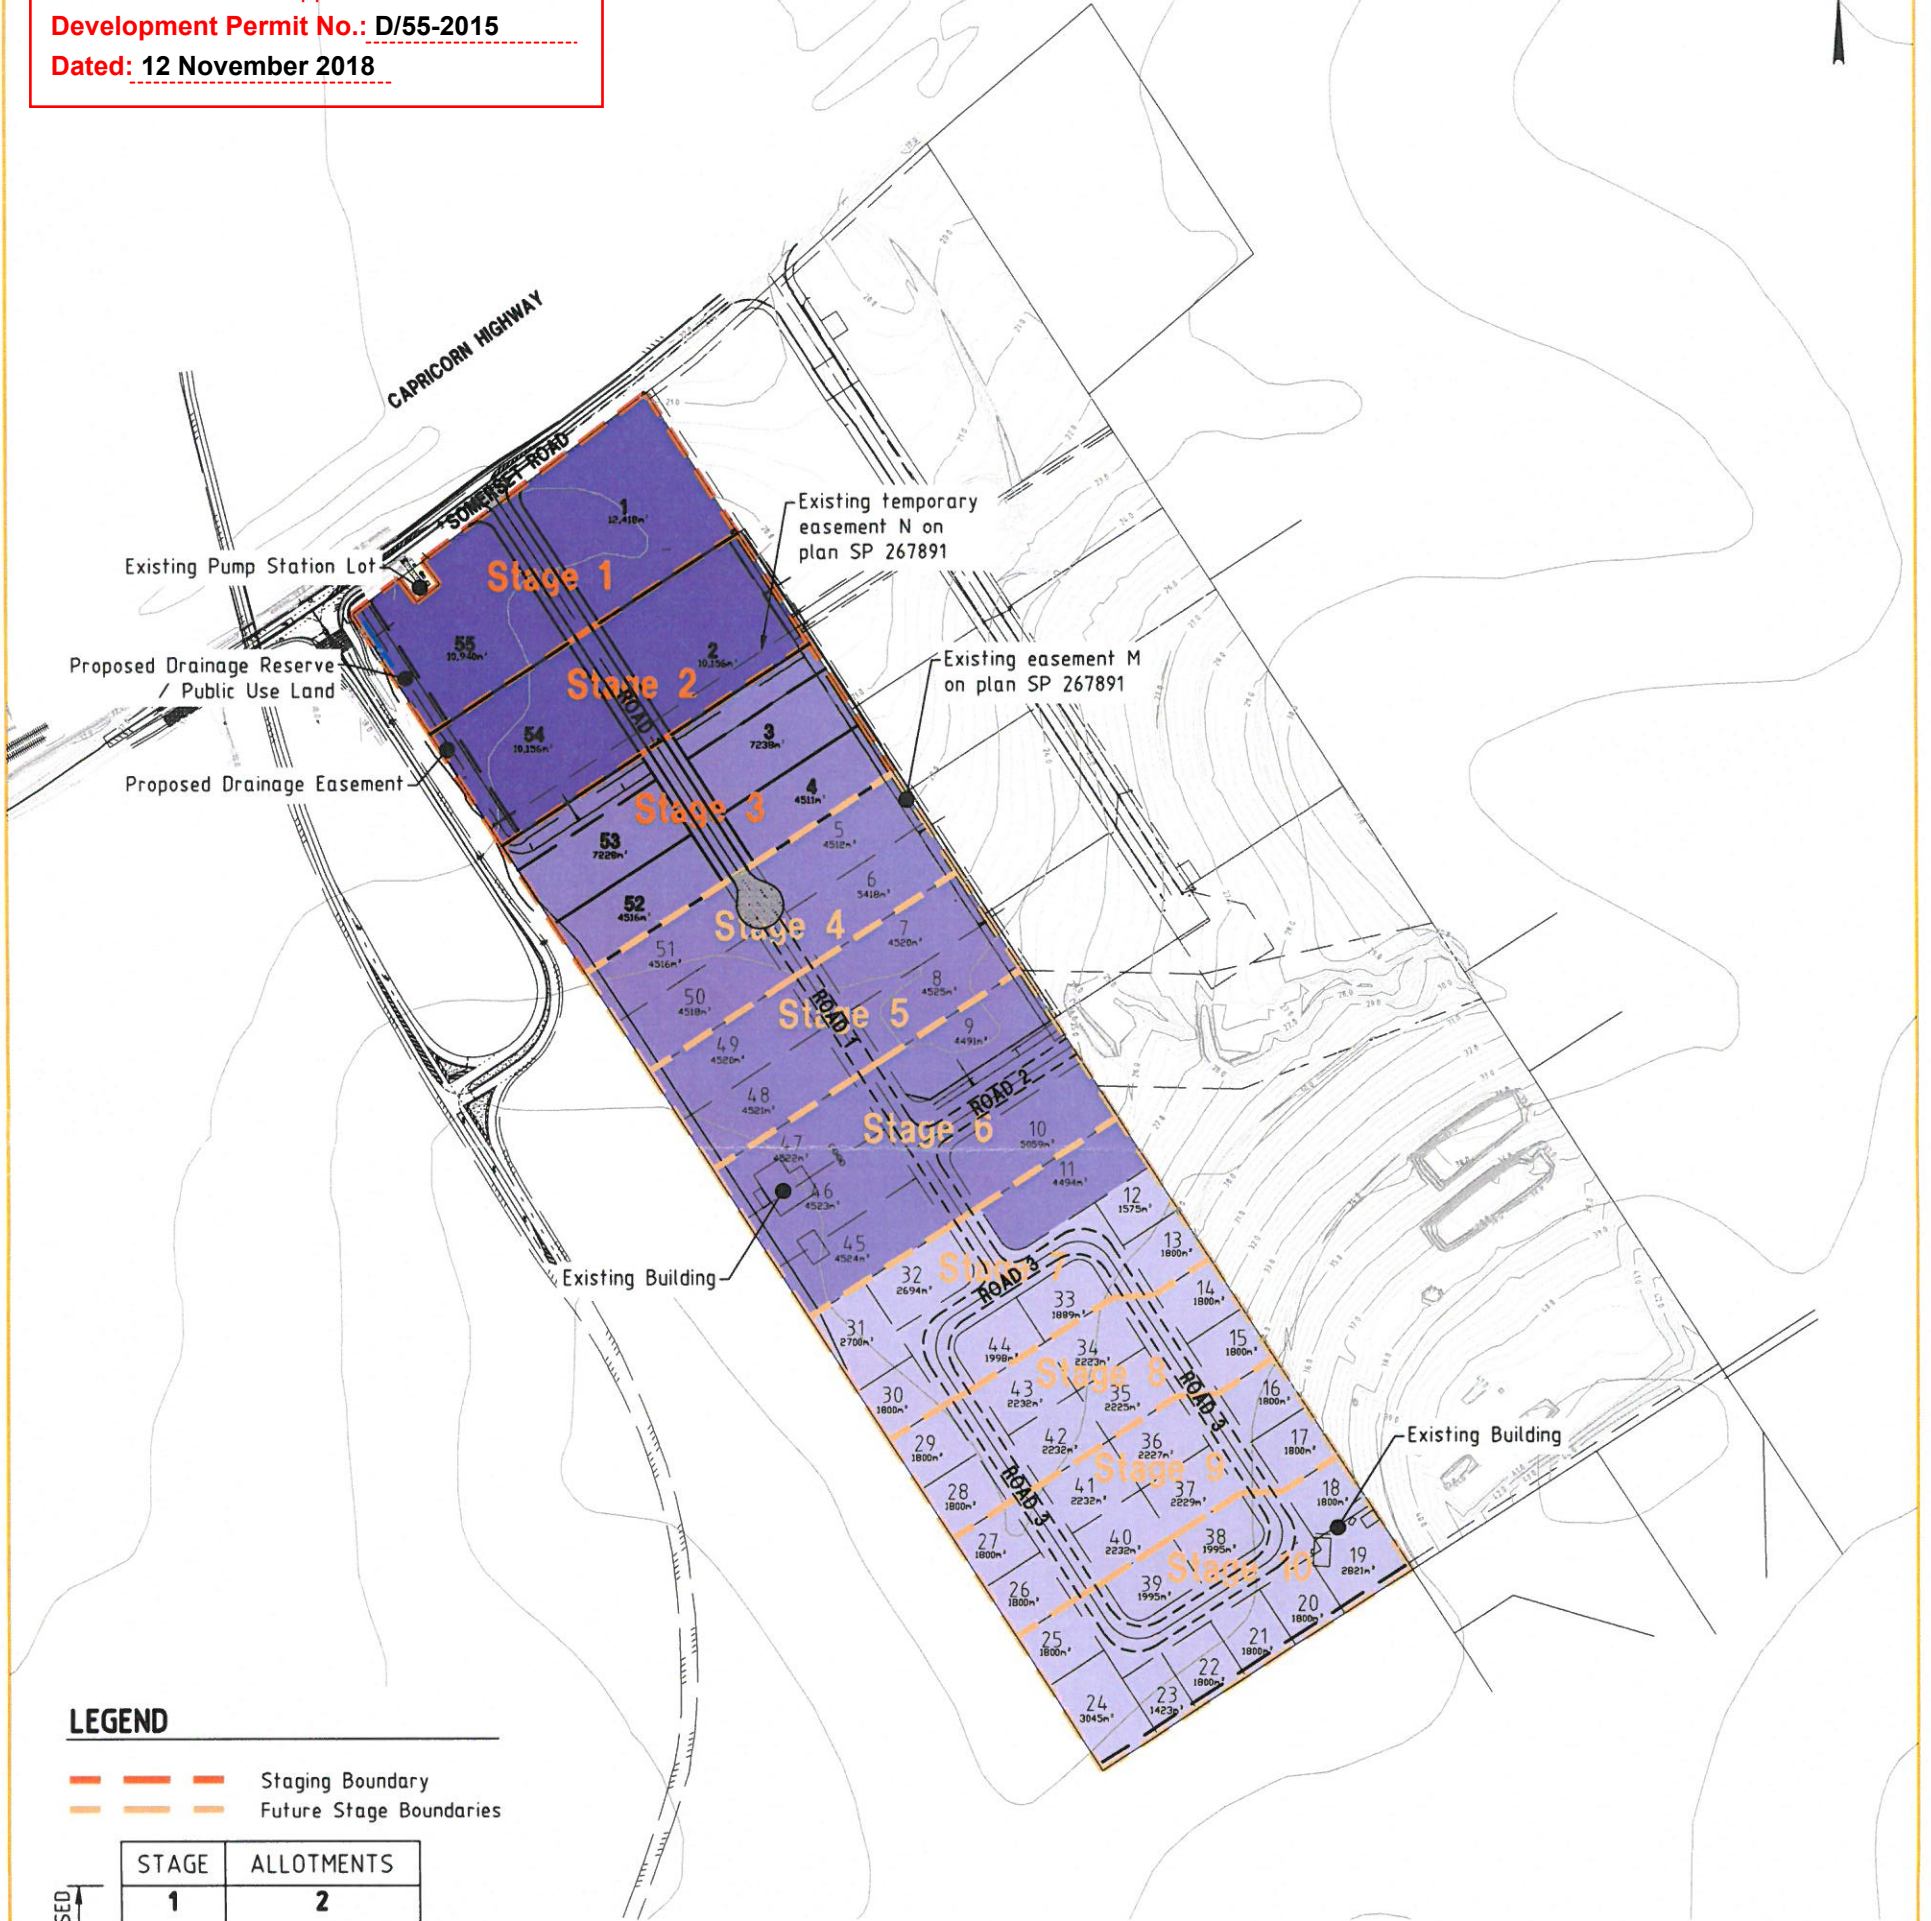 Development Permit No.: D/55-2015
Dated: 12 November 2018
CAPRICORN HIGHWAY
SOMERSET ROAD
Existing temporary
easement N on
plan SP 267891
Existing Pump Station Lot
Existing easement M
on plan SP 267891
Proposed Drainage Reserve
/ Public Use Land
Proposed Drainage Easement
Existing Building
Existing Building
Stage 1
1
12,418m²
55
10,940m²
Stage 2
2
10,156m²
54
10,156m²
ROAD 1
Stage 3
3
7238m²
4
4511m²
53
7228m²
52
4516m²
Stage 4
5
4512m²
6
5418m²
51
4516m²
50
4518m²
Stage 5
7
4520m²
8
4525m²
49
4520m²
48
4521m²
ROAD 1
Stage 6
9
4491m²
ROAD 2
10
5059m²
47
4522m²
46
4523m²
45
4524m²
Stage 7
11
4494m²
12
1575m²
13
1800m²
32
2694m²
31
2700m²
30
1800m²
33
1889m²
44
1998m²
ROAD 3
Stage 8
14
1800m²
15
1800m²
34
2223m²
35
2225m²
43
2232m²
42
2232m²
29
1800m²
28
1800m²
ROAD 3
Stage 9
16
1800m²
17
1800m²
36
2227m²
37
2229m²
41
2232m²
40
2232m²
27
1800m²
26
1800m²
ROAD 3
Stage 10
18
1800m²
19
2821m²
38
1995m²
39
1995m²
20
1800m²
21
1800m²
22
1800m²
23
1423m²
24
3045m²
25
1800m²
LEGEND
Staging Boundary
Future Stage Boundaries
STAGE ALLOTMENTS
1 2